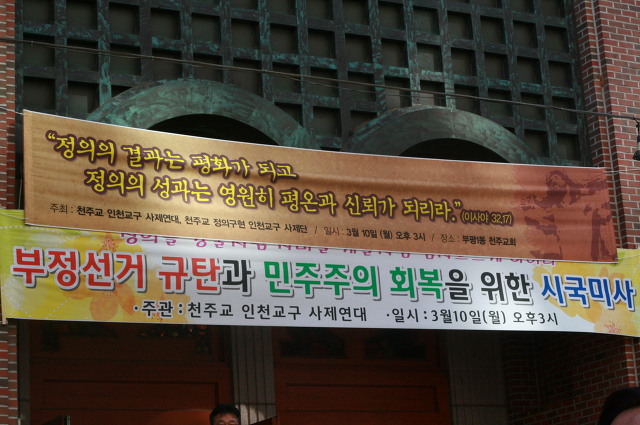 “정의의 결과는 평화가 되고
정의의 성과는 영원히 평온과 신뢰가 되리라.” (이사야 32,17)
주최 : 천주교 인천교구 사제연대, 천주교 정의구현 인천교구 사제단 / 일시 : 3월 10일 (월) 오후 3시 / 장소 : 부평1동 천주교회
부정선거 규탄과 민주주의 회복을 위한 시국미사
·주관 : 천주교 인천교구 사제연대 ·일시 : 3월10일(월) 오후3시